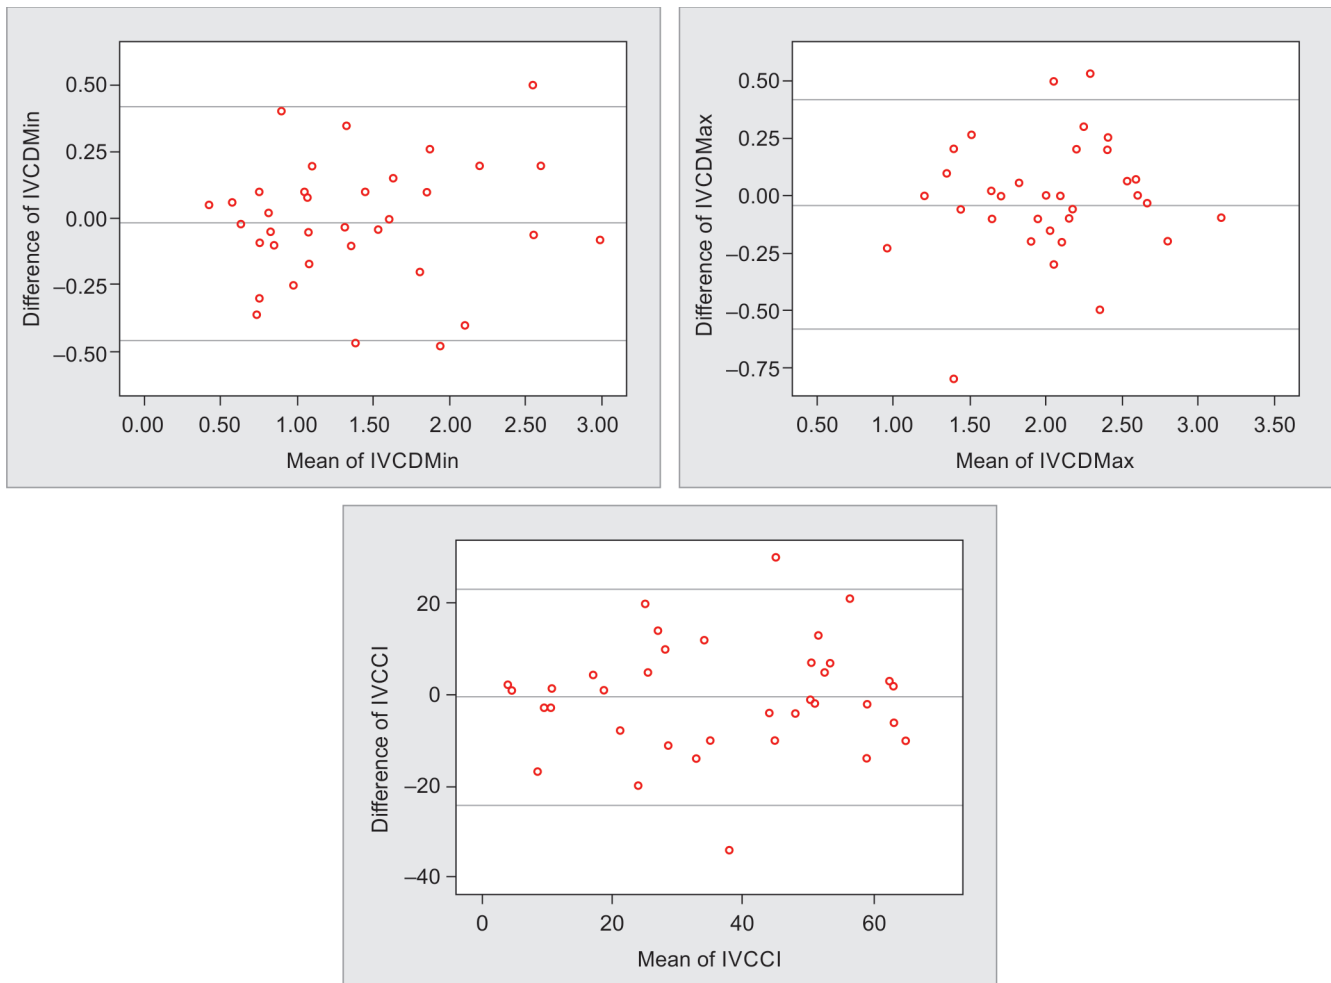 Difference of IVCDMin
0.50
0.25
0.00
–0.25
–0.50
0.00 0.50 1.00 1.50 2.00 2.50 3.00
Mean of IVCDMin
Difference of IVCDMax
0.50
0.25
0.00
–0.25
–0.50
–0.75
0.50 1.00 1.50 2.00 2.50 3.00 3.50
Mean of IVCDMax
Difference of IVCCI
20
0
–20
–40
0 20 40 60
Mean of IVCCI